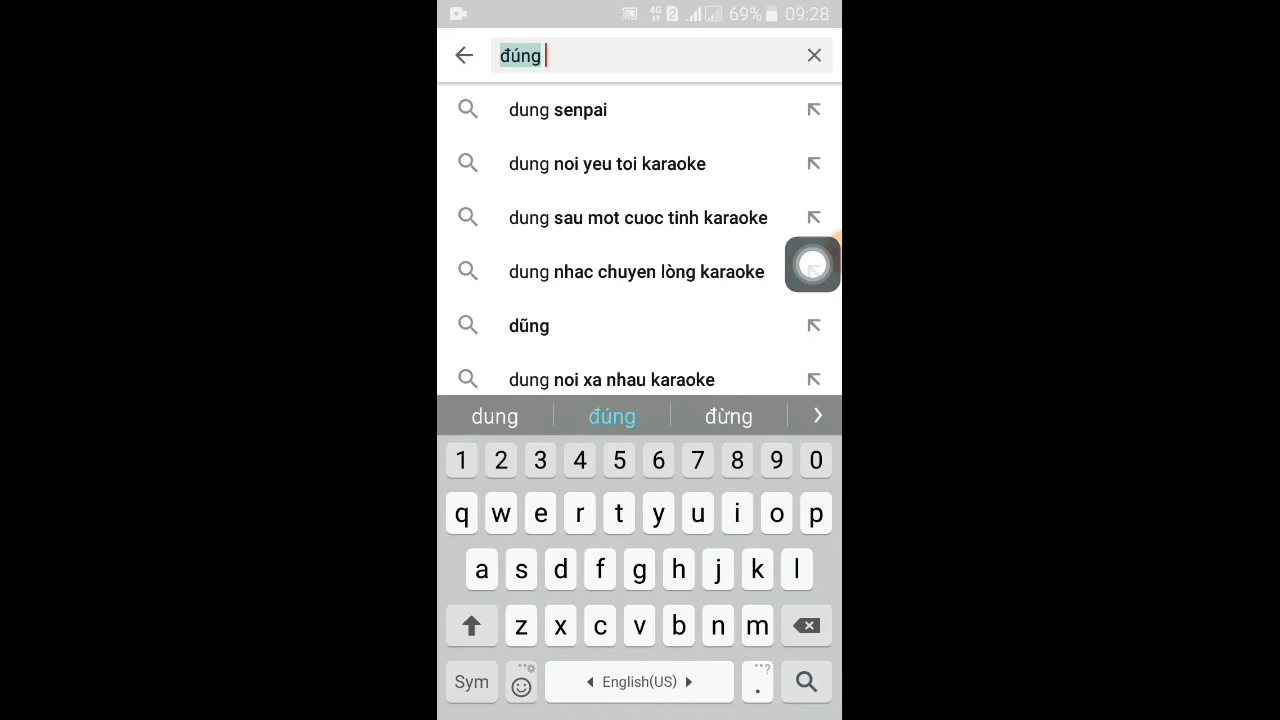 4G 2 69% 09:28
đúng
dung senpai
dung noi yeu toi karaoke
dung sau mot cuoc tinh karaoke
dung nhac chuyen lòng karaoke
dũng
dung noi xa nhau karaoke
dung đúng đừng
1 2 3 4 5 6 7 8 9 0
q w e r t y u i o p
a s d f g h j k l
z x c v b n m
Sym English(US) . ?